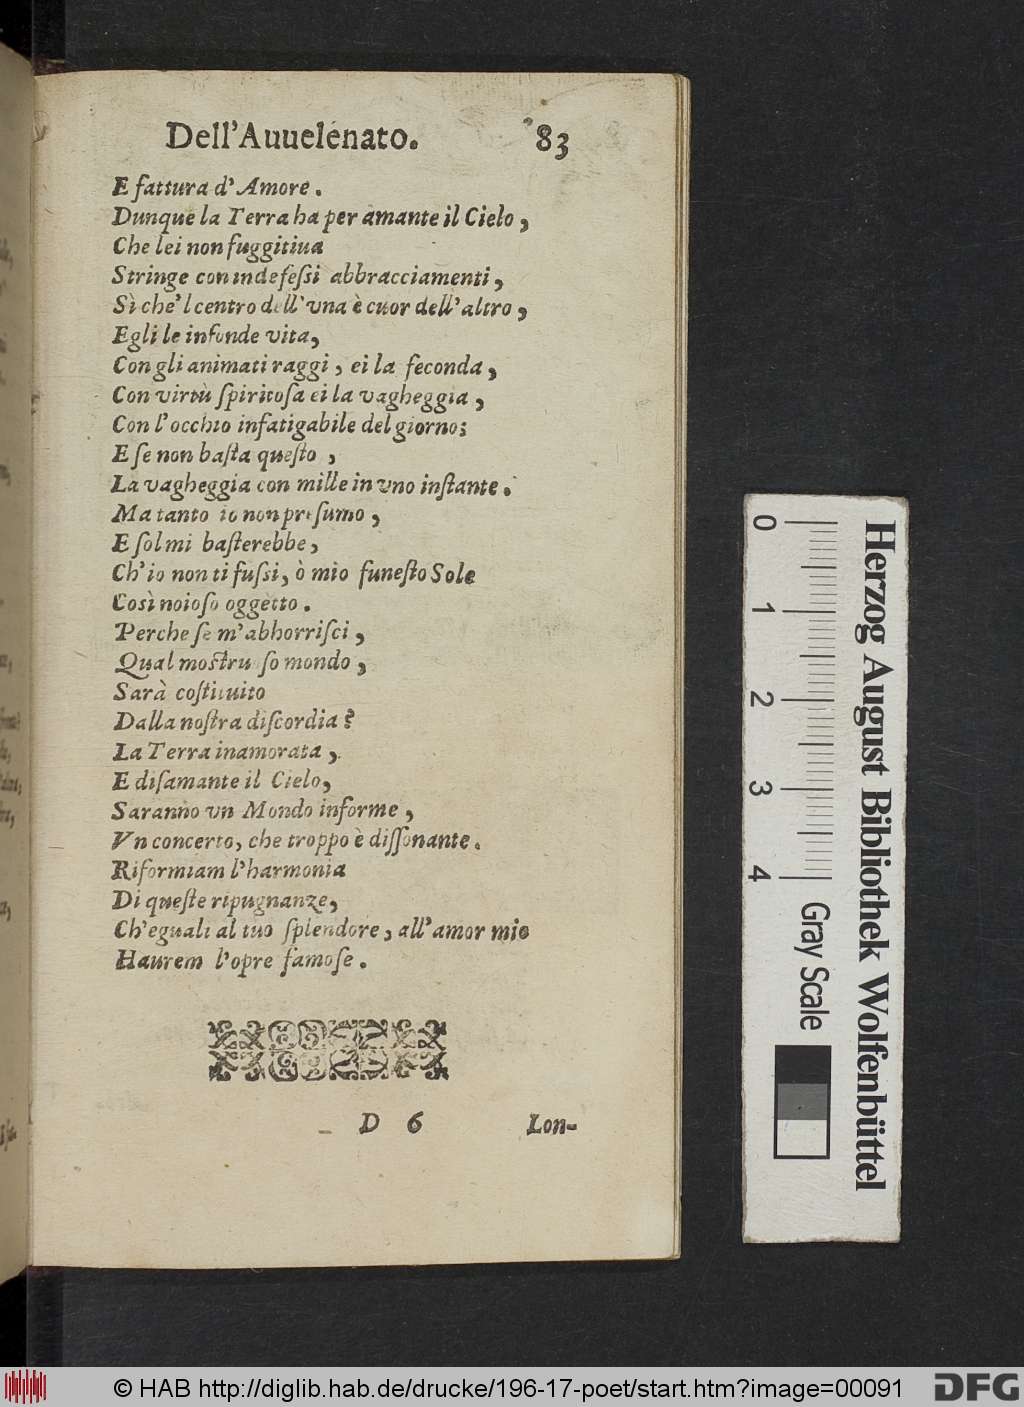 Dell'Auuelenato. 83
E fattura d'Amore.
Dunque la Terra ha per amante il Cielo,
Che lei non fuggitiua
Stringe con indefeſsi abbracciamenti,
Sì che'l centro dell'vna è cuor dell'altro,
Egli le infonde vita,
Con gli animati raggi, ei la feconda,
Con virtù ſpiritoſa ei la vagheggia,
Con l'occhio infatigabile del giorno;
E ſe non baſta queſto,
La vagheggia con mille in vno inſtante.
Ma tanto io non preſumo,
E ſol mi baſterebbe,
Ch'io non ti fuſsi, ò mio funeſto Sole
Così noioſo oggetto.
Perche ſe m'abhorriſci,
Qual moſtruoſo mondo,
Sarà coſtituito
Dalla noſtra diſcordia?
La Terra inamorata,
E diſamante il Cielo,
Saranno vn Mondo informe,
Vn concerto, che troppo è diſſonante.
Riformiam l'harmonia
Di queſte ripugnanze,
Ch'eguali al tuo ſplendore, all'amor mio
Haurem l'opre famoſe.
D 6 Lon-
0 1 2 3 4
Gray Scale
Herzog August Bibliothek Wolfenbüttel
© HAB http://diglib.hab.de/drucke/196-17-poet/start.htm?image=00091
DFG